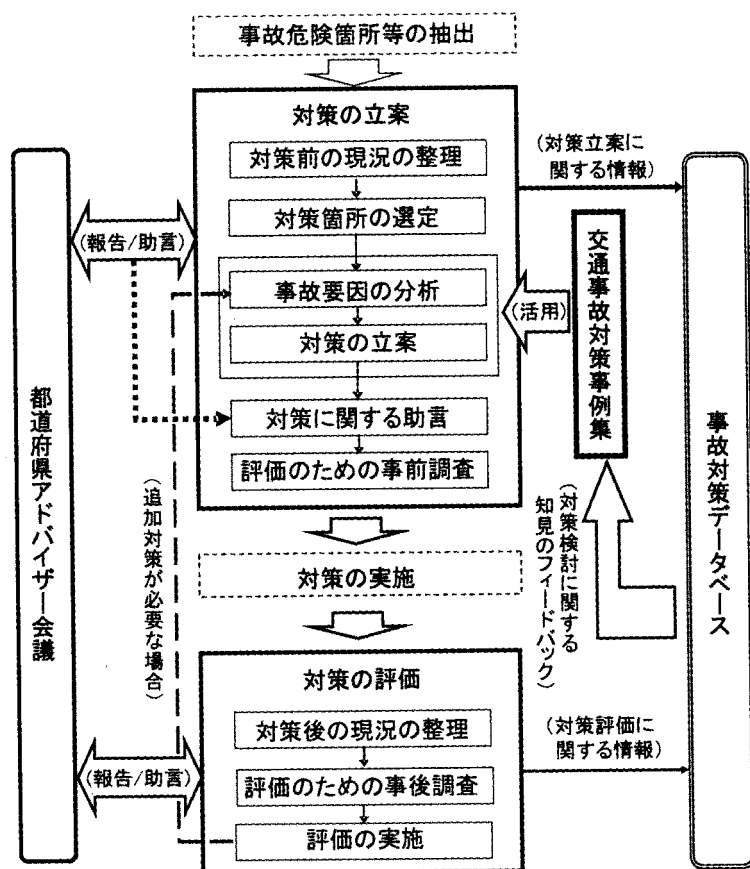 事故危険箇所等の抽出
対策の立案
対策前の現況の整理
対策箇所の選定
事故要因の分析
対策の立案
対策に関する助言
評価のための事前調査
対策の実施
対策の評価
対策後の現況の整理
評価のための事後調査
評価の実施
都道府県アドバイザー会議
(報告/助言)
(報告/助言)
(追加対策が必要な場合)
(対策立案に
関する情報)
交通事故対策事例集
(活用)
(対策検討に関する
知見のフィードバック)
(対策評価に
関する情報)
事故対策データベース